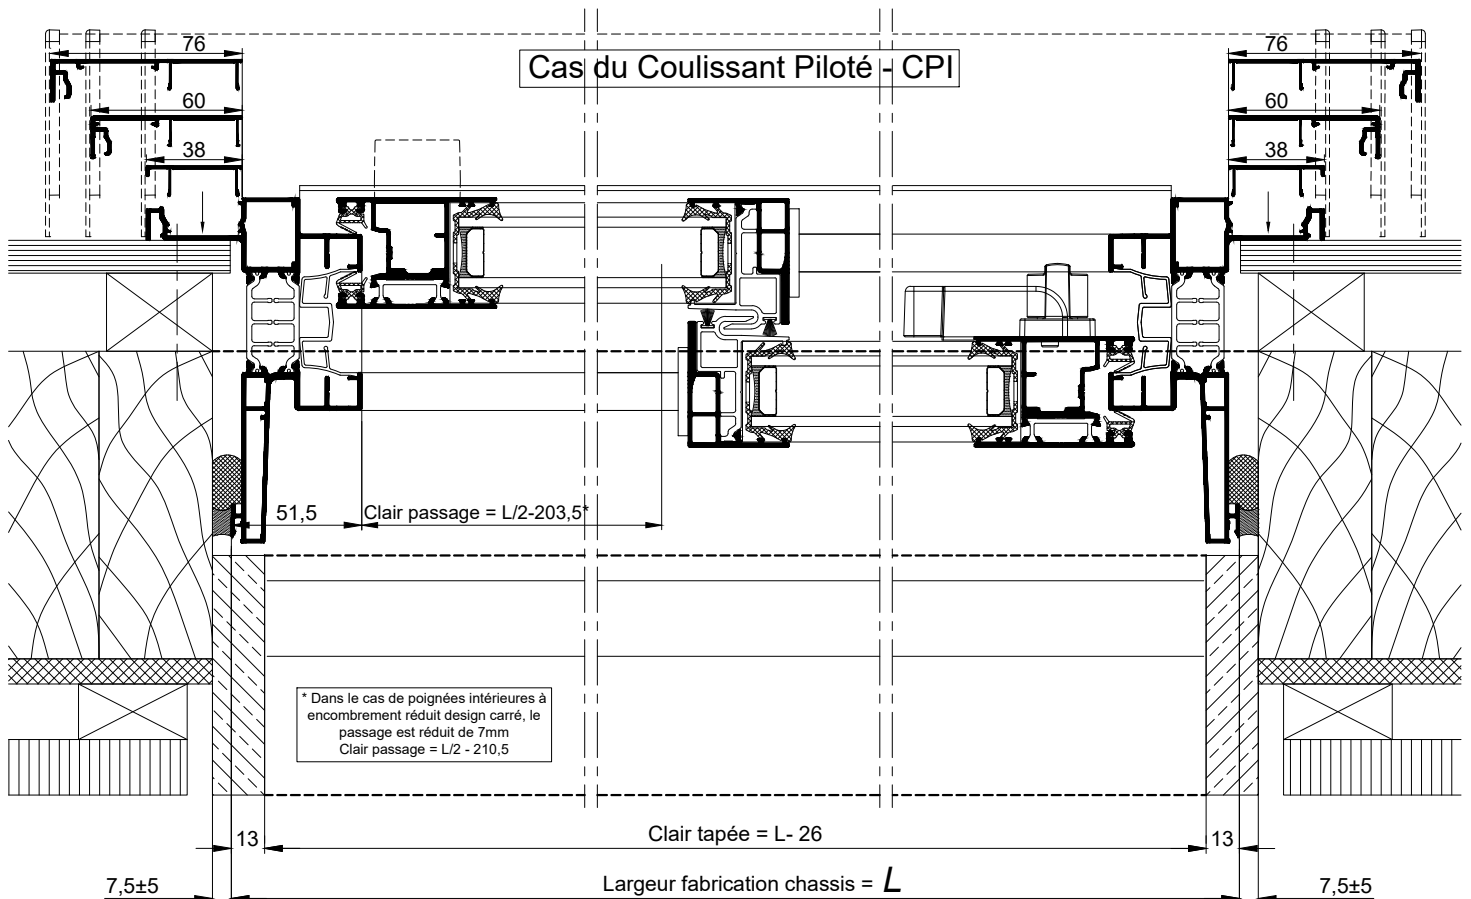 76
76
Cas du Coulissant Piloté - CPI
60
60
38
38
51,5
Clair passage = L/2-203,5*
* Dans le cas de poignées intérieures à
encombrement réduit design carré, le
passage est réduit de 7mm
Clair passage = L/2 - 210,5
13
Clair tapée = L- 26
13
7,5±5
Largeur fabrication chassis = L
7,5±5